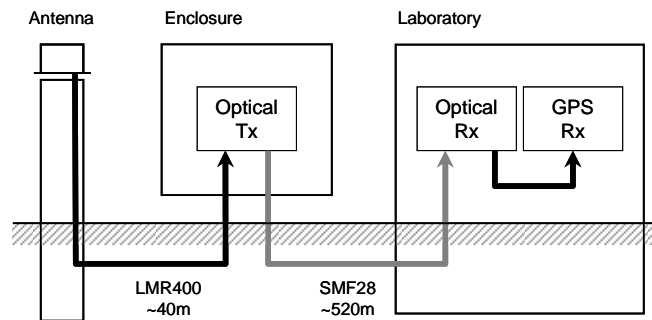 Antenna
Enclosure
Laboratory
Optical
Tx
Optical
Rx
GPS
Rx
LMR400
~40m
SMF28
~520m